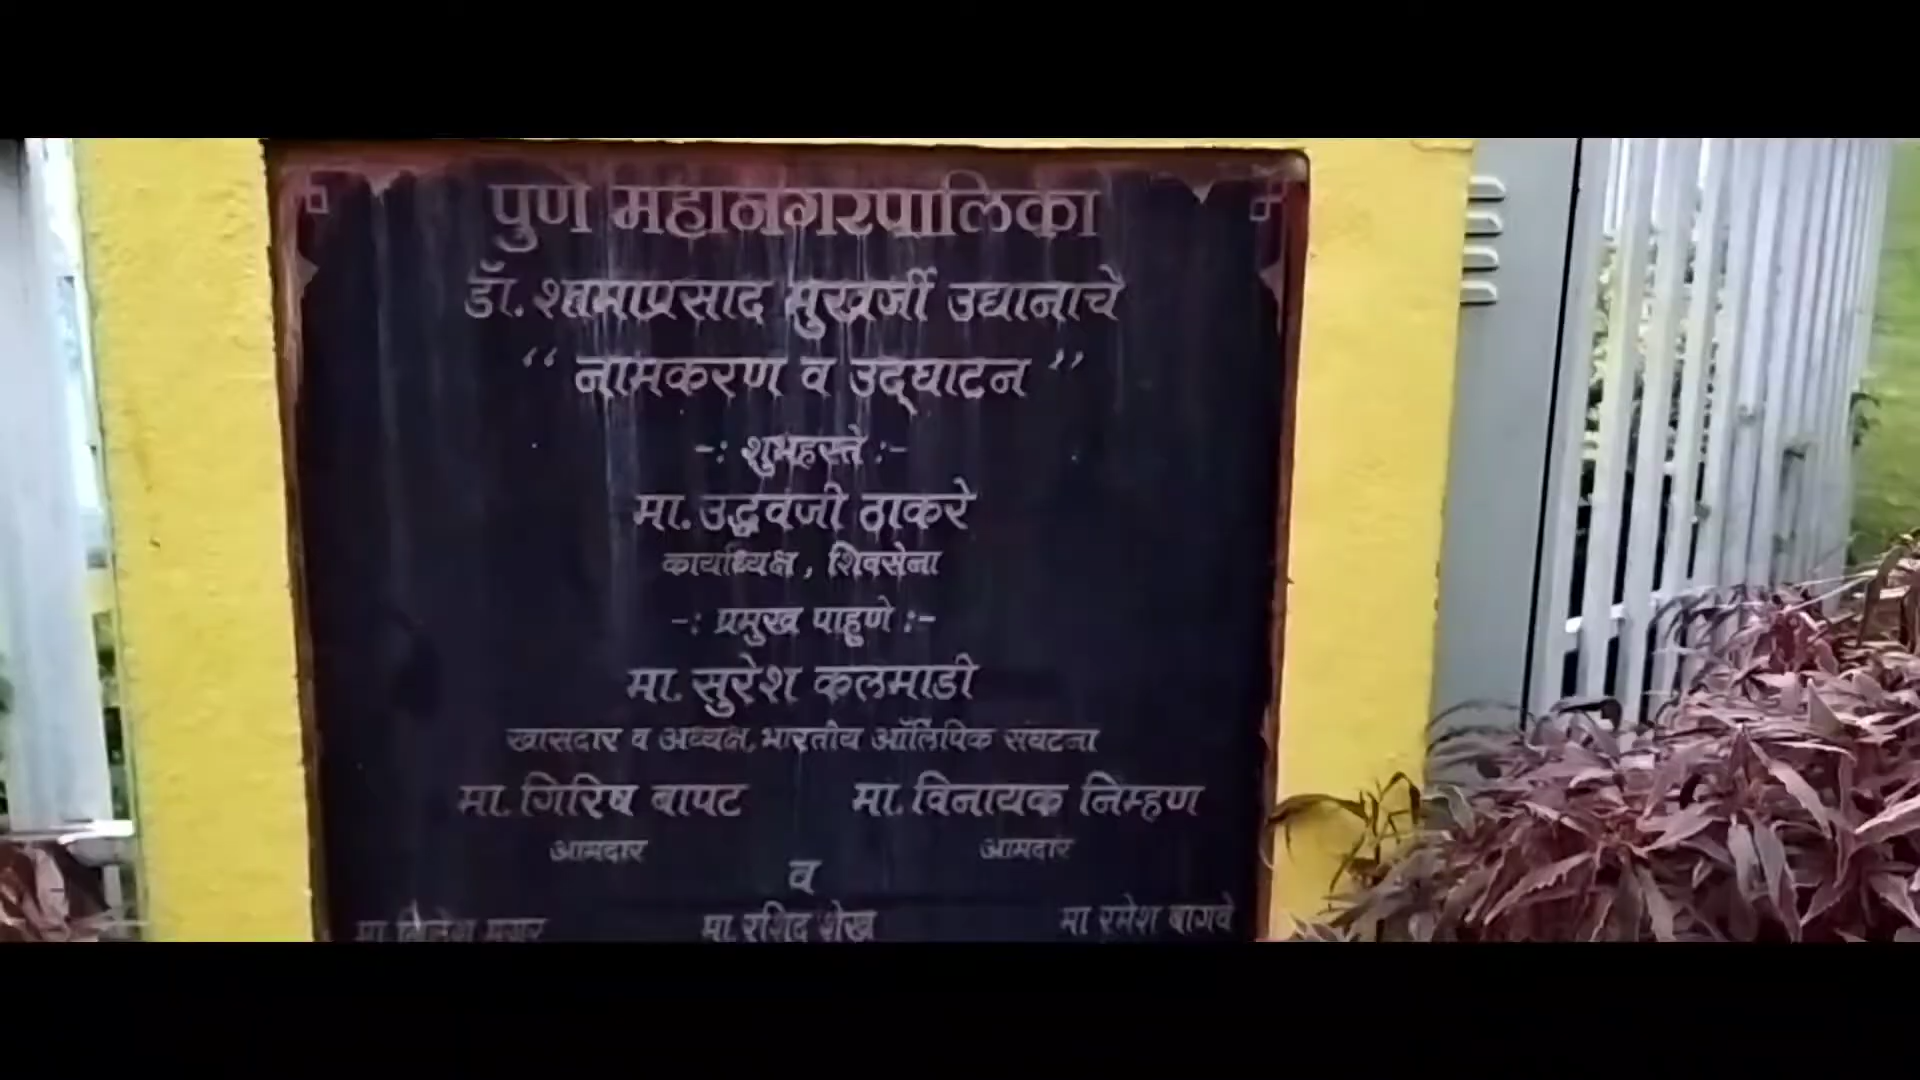 पुणे महानगरपालिका
डॉ. शामाप्रसाद मुखर्जी उद्यानाचे
“ नामकरण व उद्‌घाटन ”
-: शुभहस्ते :-
मा. उद्धवजी ठाकरे
कार्याध्यक्ष , शिवसेना
-: प्रमुख पाहुणे :-
मा. सुरेश कलमाडी
खासदार व अध्यक्ष, भारतीय ऑलिंपिक संघटना
मा. गिरिष बापट मा. विनायक निम्हण
आमदार आमदार
व
मा. रशिद शेख मा रमेश बागवे